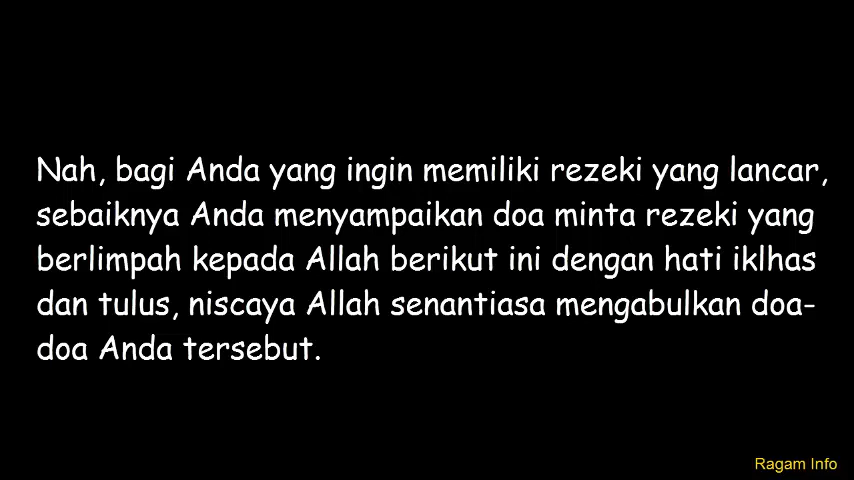 Nah, bagi Anda yang ingin memiliki rezeki yang lancar,
sebaiknya Anda menyampaikan doa minta rezeki yang
berlimpah kepada Allah berikut ini dengan hati iklhas
dan tulus, niscaya Allah senantiasa mengabulkan doa-
doa Anda tersebut.
Ragam Info